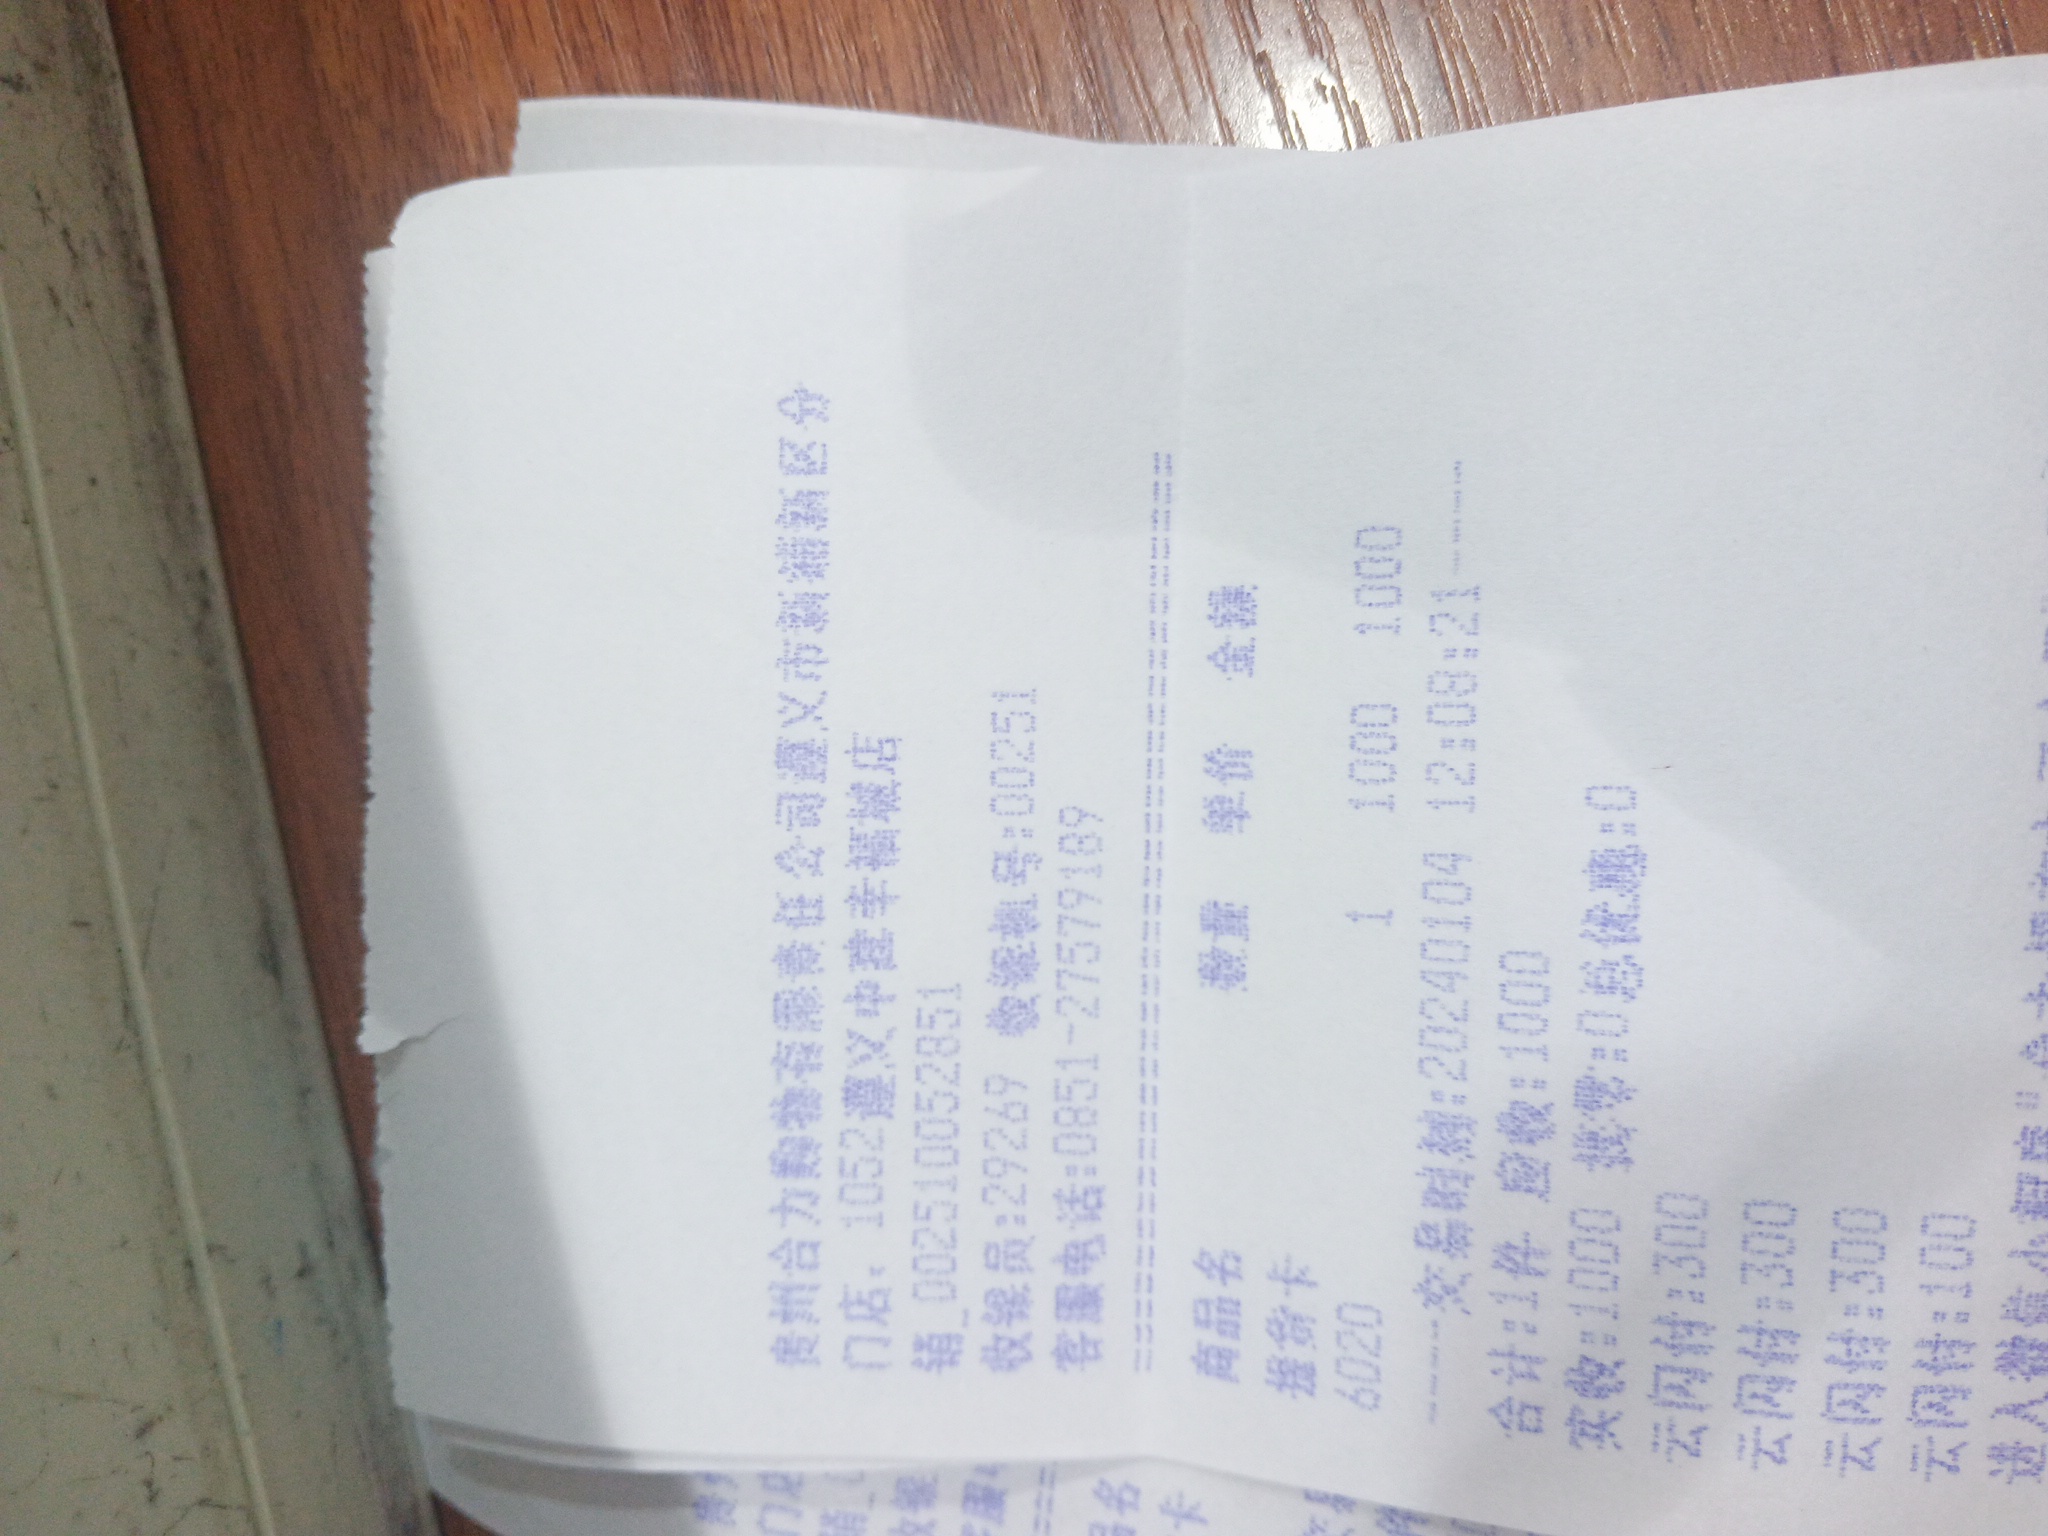 贵州合力购物有限责任公司遵义市新蒲新区分
门店：1052遵义中建幸福城店
销_002510052851
收银员:29269 收银机号:00251
客服电话:0851-27579189
================================
商品名 数量 单价 金额
提货卡
6020 1 1000 1000
----交易明细:20240104 12:08:21----
合计:1件 应收:1000
实收:1000 找零:0总优惠:0
云闪付:300
云闪付:300
云闪付:300
云闪付:100